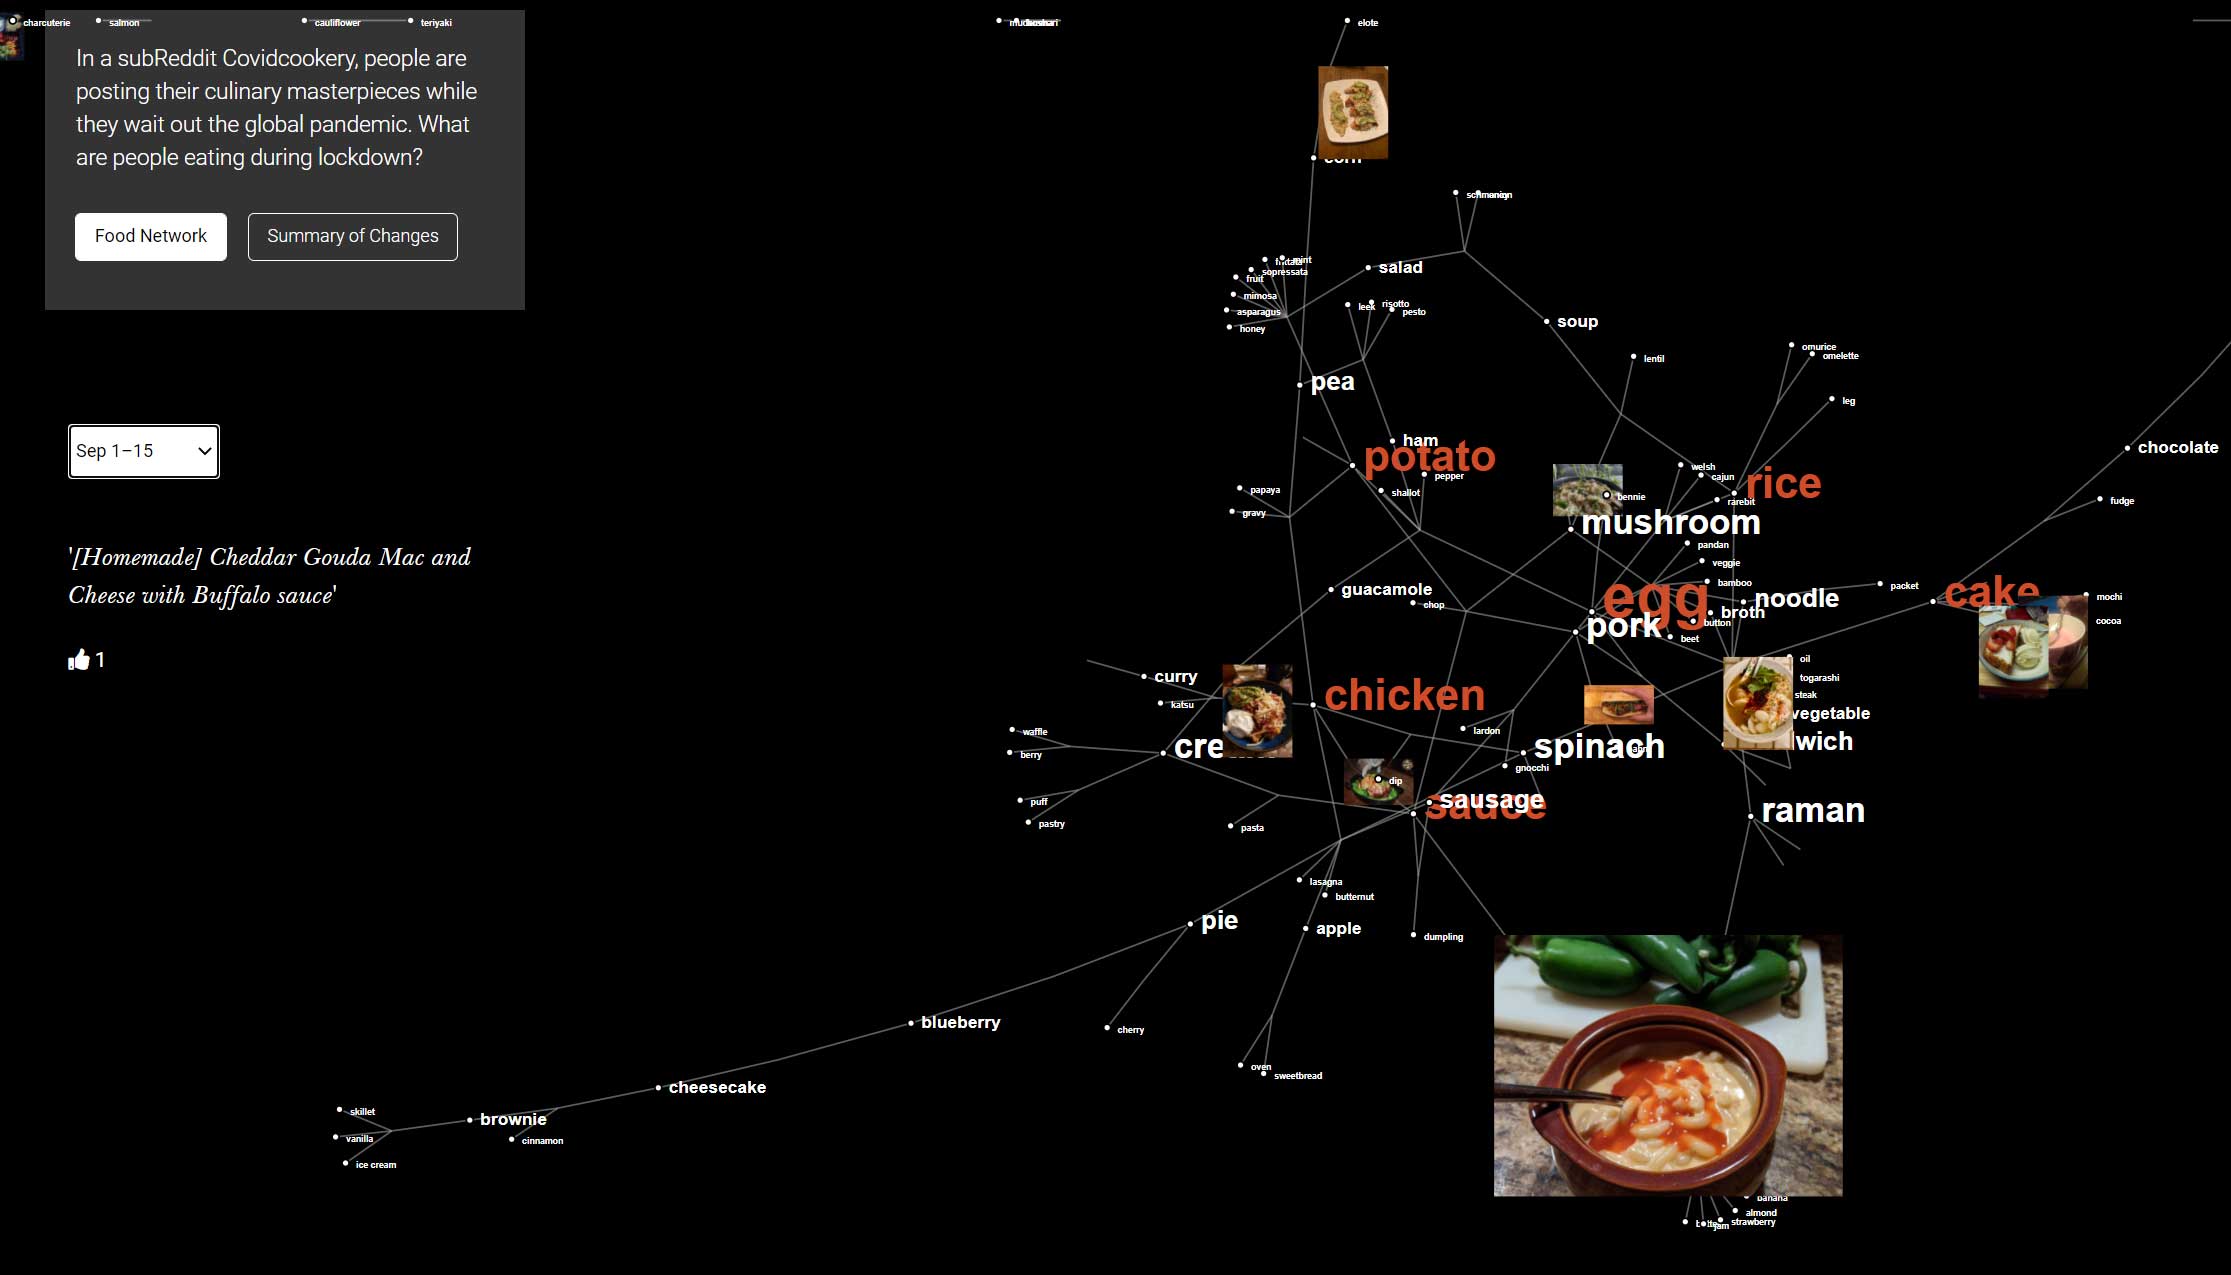 charcuterie
salmon
cauliflower
teriyaki
elote
In a subReddit Covidcookery, people are
posting their culinary masterpieces while
they wait out the global pandemic. What
are people eating during lockdown?
Food Network
Summary of Changes
corn
salad
mint
sopressata
fruit
mimosa
asparagus
honey
leek
risotto
pesto
soup
lentil
omurice
omelette
leg
pea
ham
potato
pepper
shallot
papaya
gravy
Sep 1–15
chocolate
fudge
welsh
cajun
rarebit
rice
bennie
mushroom
pandan
veggie
bamboo
noodle
packet
cake
mochi
cocoa
'[Homemade] Cheddar Gouda Mac and
Cheese with Buffalo sauce'
1
guacamole
chop
egg
broth
button
pork
beet
oil
togarashi
steak
vegetable
wich
curry
katsu
chicken
lardon
spinach
gnocchi
waffle
berry
cre
dip
sausage
sauce
raman
puff
pastry
pasta
lasagna
butternut
pie
apple
dumpling
blueberry
cherry
oven
sweetbread
cheesecake
skillet
brownie
vanilla
cinnamon
ice cream
banana
almond
strawberry
jam